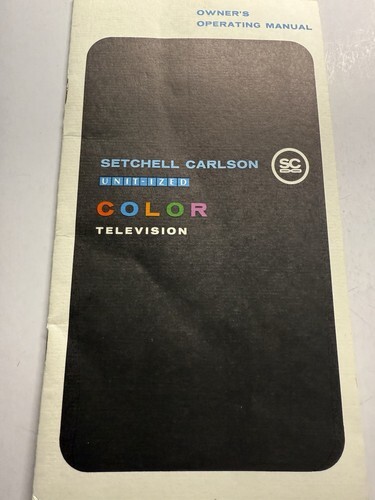 OWNER'S
OPERATING MANUAL
SETCHELL CARLSON
SC
UNIT-IZED
COLOR
TELEVISION